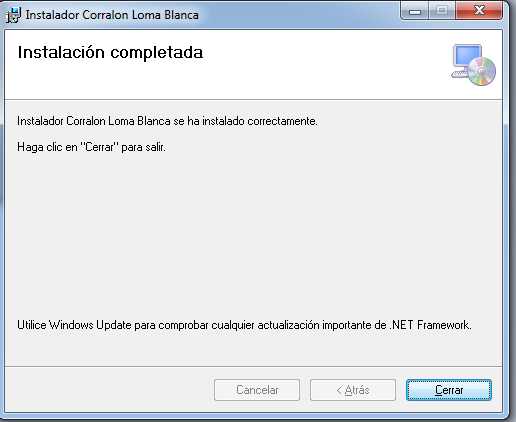 Instalador Corralon Loma Blanca
Instalación completada
Instalador Corralon Loma Blanca se ha instalado correctamente.
Haga clic en "Cerrar" para salir.
Utilice Windows Update para comprobar cualquier actualización importante de .NET Framework.
Cancelar
< Atrás
Cerrar